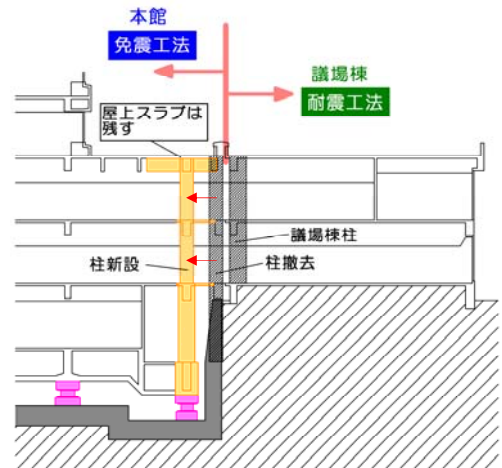 本館
免震工法
議場棟
耐震工法
屋上スラブは
残す
議場棟柱
柱新設
柱撤去